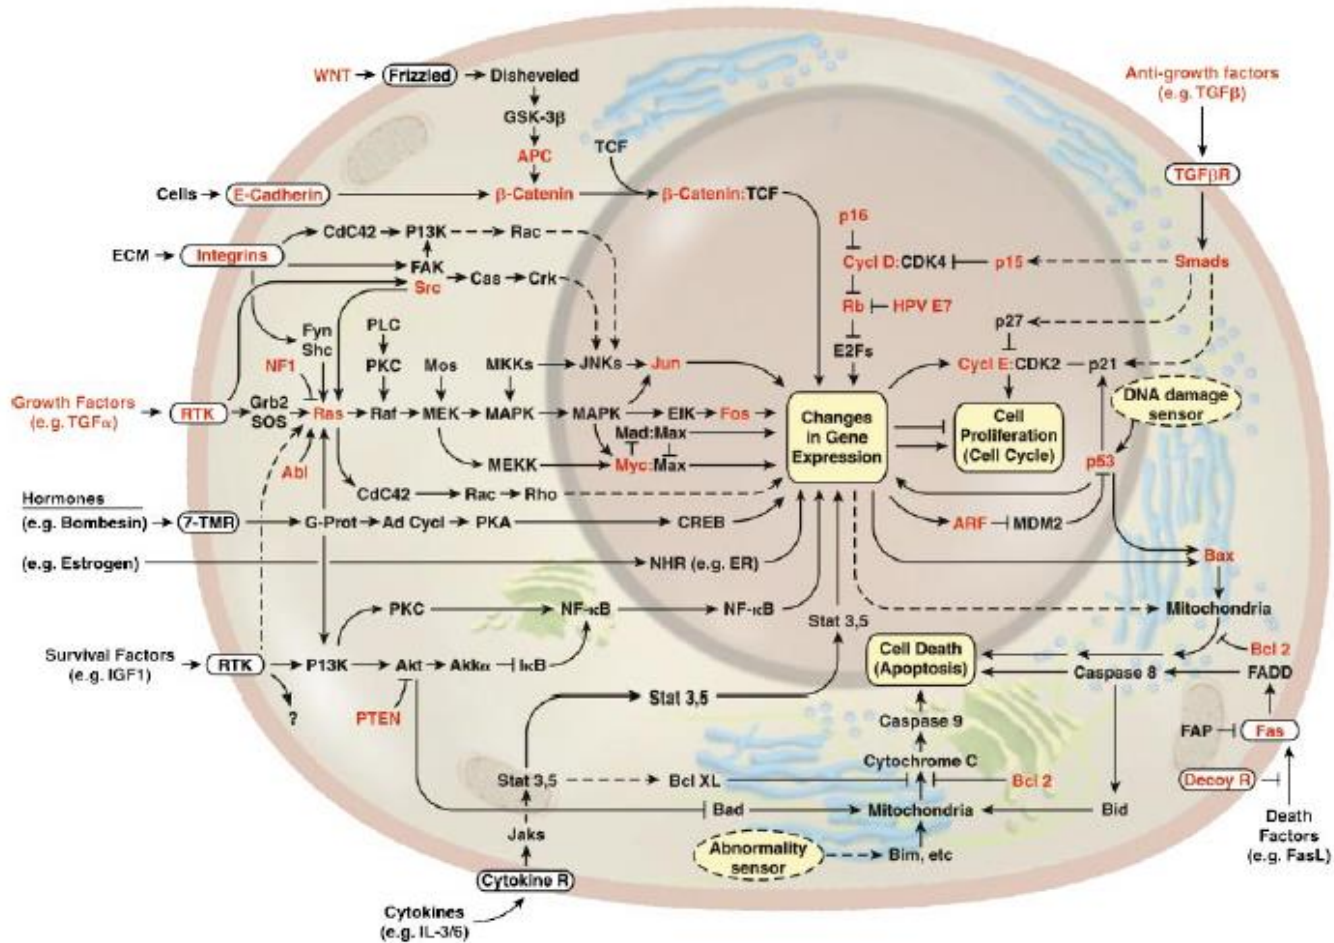 WNT
Frizzled
Disheveled
GSK-3β
APC
TCF
Cells
E-Cadherin
β-Catenin
β-Catenin:TCF
Anti-growth factors
(e.g. TGFβ)
TGFβR
Smads
ECM
Integrins
CdC42
P13K
Rac
FAK
Src
Cas
Crk
p16
Cycl D:CDK4
p15
Rb
HPV E7
E2Fs
p27
Cycl E:CDK2
p21
Fyn
Shc
NF1
PLC
PKC
Mos
MKKs
JNKs
Jun
Growth Factors
(e.g. TGFα)
RTK
Grb2
SOS
Ras
Raf
MEK
MAPK
MAPK
ElK
Fos
Mad:Max
Abl
MEKK
Myc:Max
CdC42
Rac
Rho
Changes
in Gene
Expression
Cell
Proliferation
(Cell Cycle)
DNA damage
sensor
p53
Hormones
(e.g. Bombesin)
7-TMR
G-Prot
Ad Cycl
PKA
CREB
ARF
MDM2
(e.g. Estrogen)
NHR (e.g. ER)
Bax
PKC
NF-κB
NF-κB
Stat 3,5
Mitochondria
Survival Factors
(e.g. IGF1)
RTK
P13K
Akt
Akkα
IκB
Cell Death
(Apoptosis)
Bcl 2
Caspase 8
FADD
?
PTEN
Stat 3,5
Caspase 9
FAP
Fas
Cytochrome C
Stat 3,5
Bcl XL
Bcl 2
Decoy R
Bad
Mitochondria
Bid
Jaks
Death
Factors
(e.g. FasL)
Abnormality
sensor
Bim, etc
Cytokine R
Cytokines
(e.g. IL-3/6)